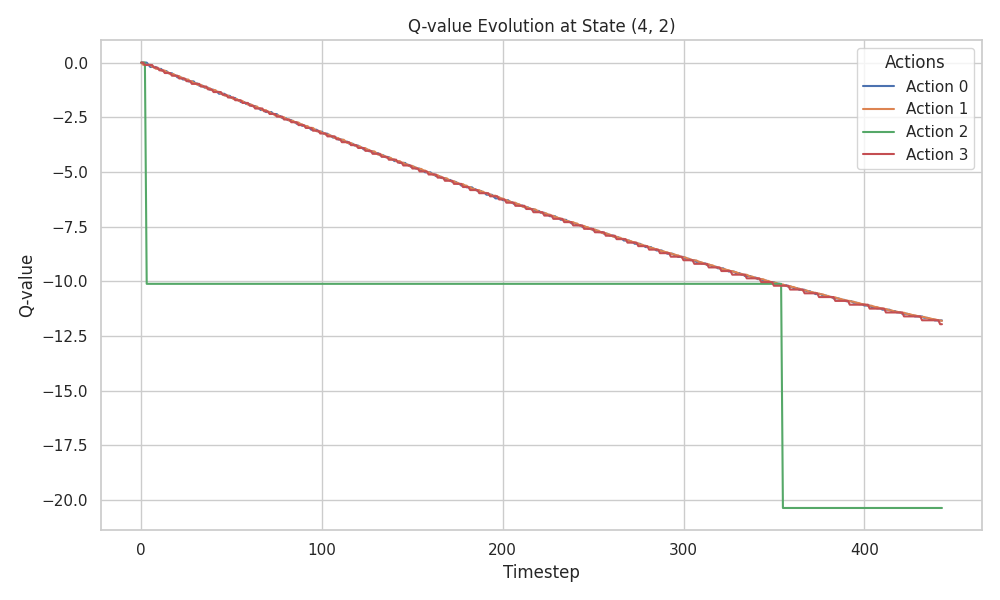 Q-value Evolution at State (4, 2)
Actions
Action 0
Action 1
Action 2
Action 3
Q-value
0.0
−2.5
−5.0
−7.5
−10.0
−12.5
−15.0
−17.5
−20.0
0 100 200 300 400
Timestep